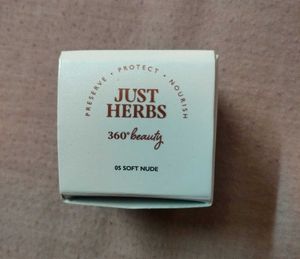 PRESERVE • PROTECT • NOURISH
JUST
HERBS
360° beauty
05 SOFT NUDE